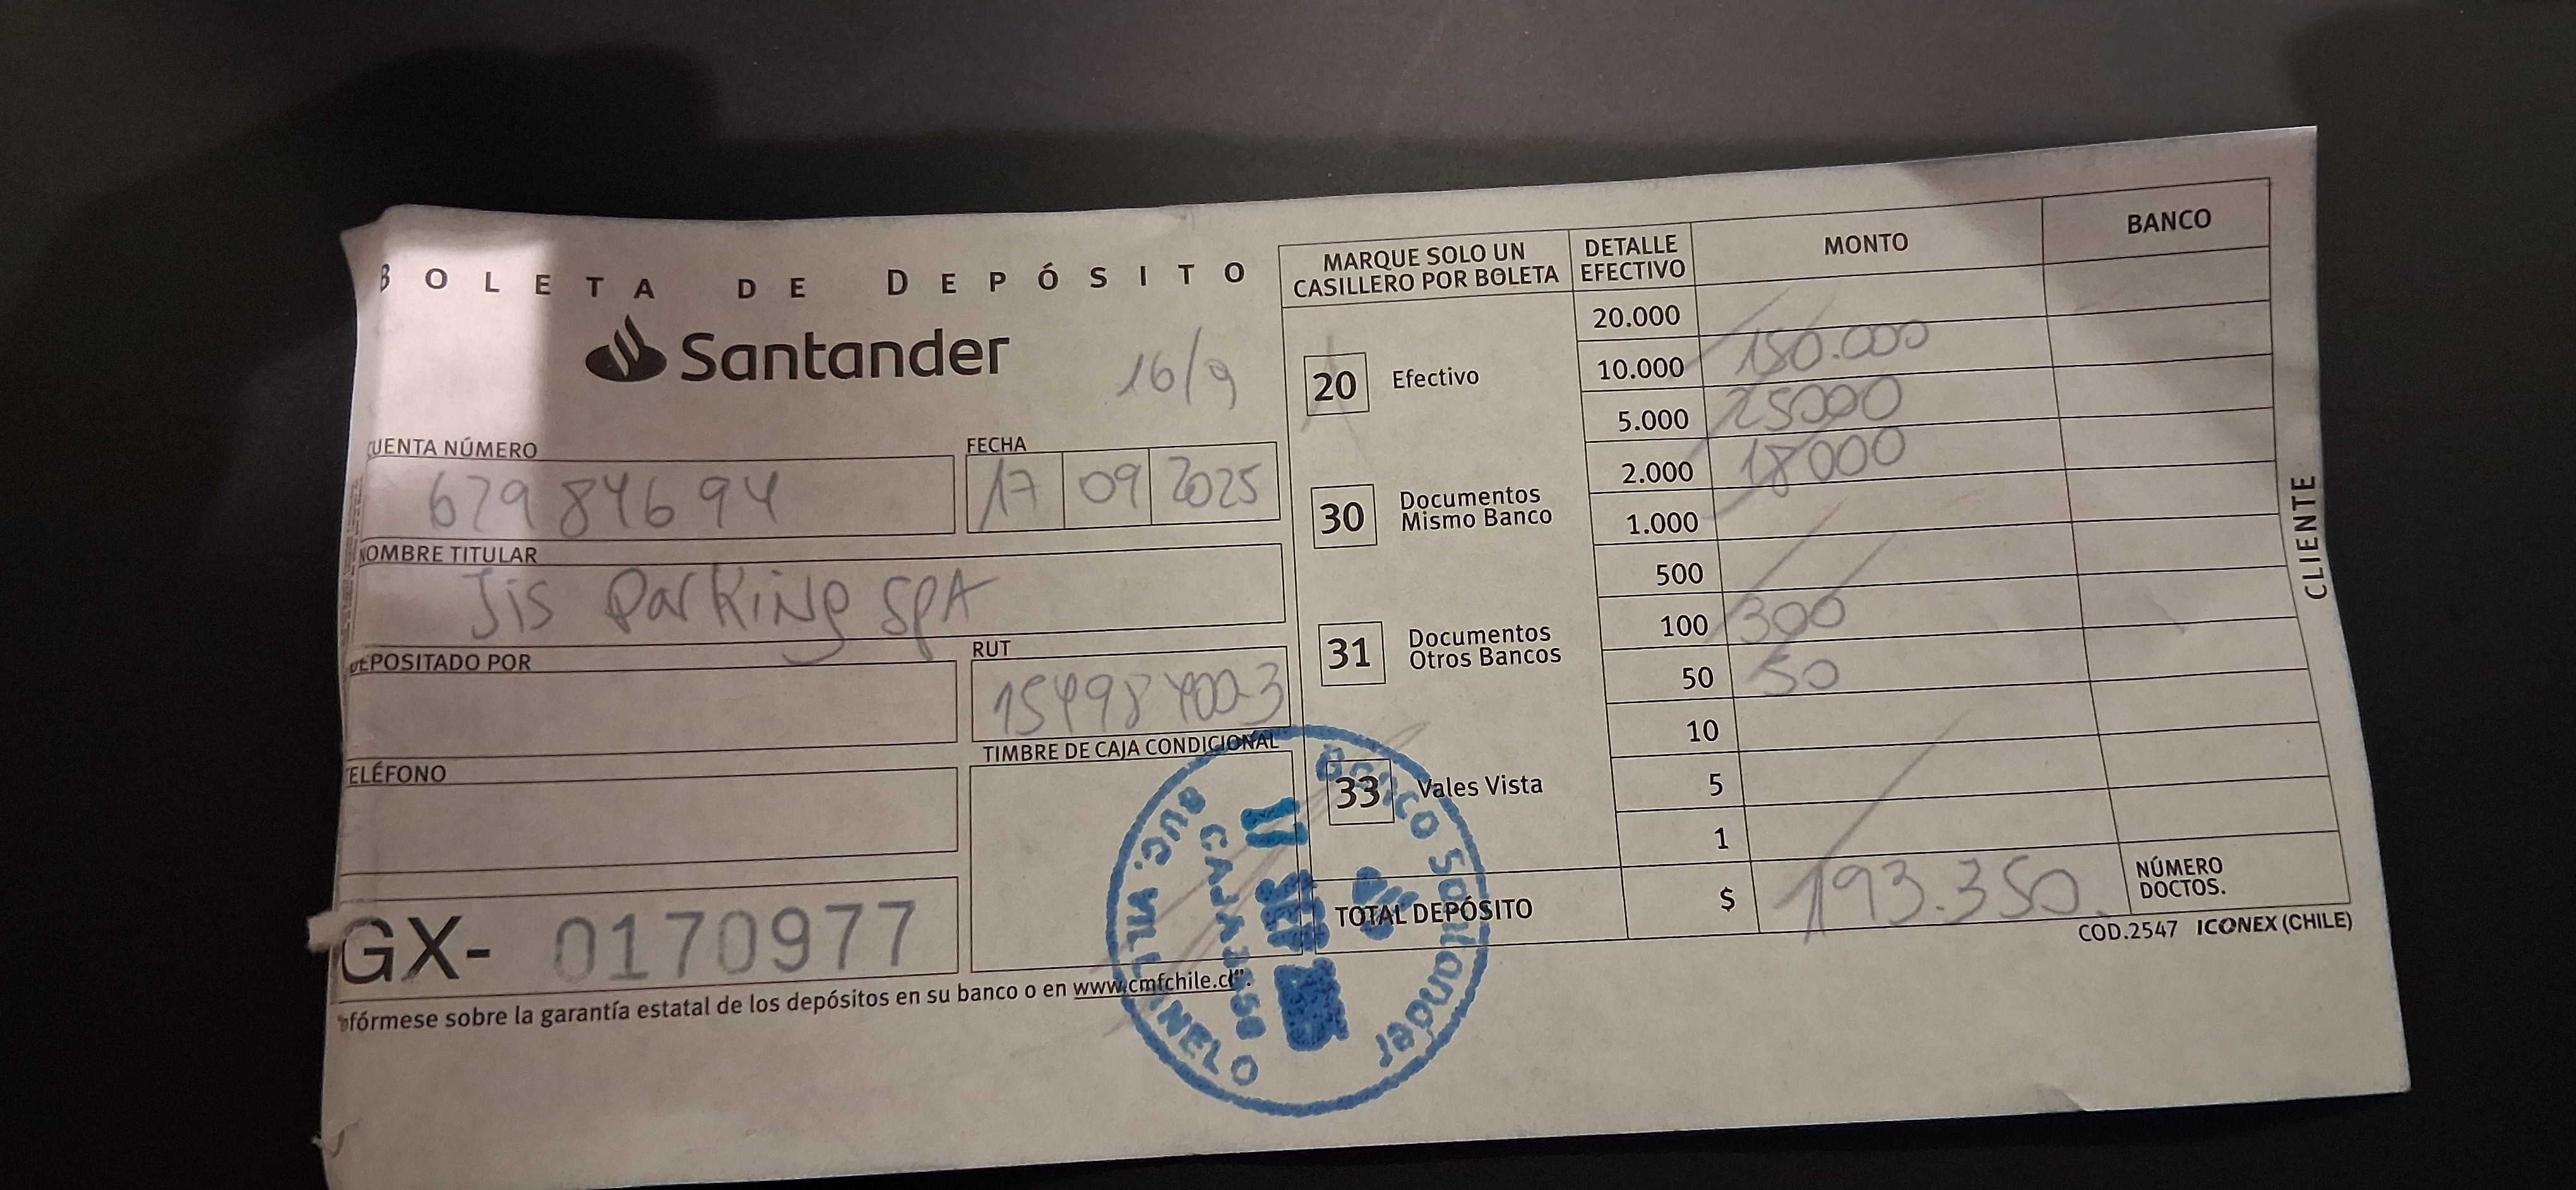 BOLETA DE DEPÓSITO
Santander
16/9
CUENTA NÚMERO
FECHA
62984694
17 09 2025
NOMBRE TITULAR
Jis Parking SpA
DEPOSITADO POR
RUT
15498400-3
TELÉFONO
TIMBRE DE CAJA CONDICIONAL
GX- 0170977
Infórmese sobre la garantía estatal de los depósitos en su banco o en www.cmfchile.cl".
MARQUE SOLO UN
CASILLERO POR BOLETA
20 Efectivo
30 Documentos
Mismo Banco
31 Documentos
Otros Bancos
33 Vales Vista
DETALLE
EFECTIVO
MONTO
BANCO
20.000
10.000 150.000
5.000 25000
2.000 18000
1.000
500
100 300
50 50
10
5
1
TOTAL DEPÓSITO $ 193.350
NÚMERO
DOCTOS.
COD.2547 ICONEX (CHILE)
CLIENTE
Banco Santander
CAJA
SUC.